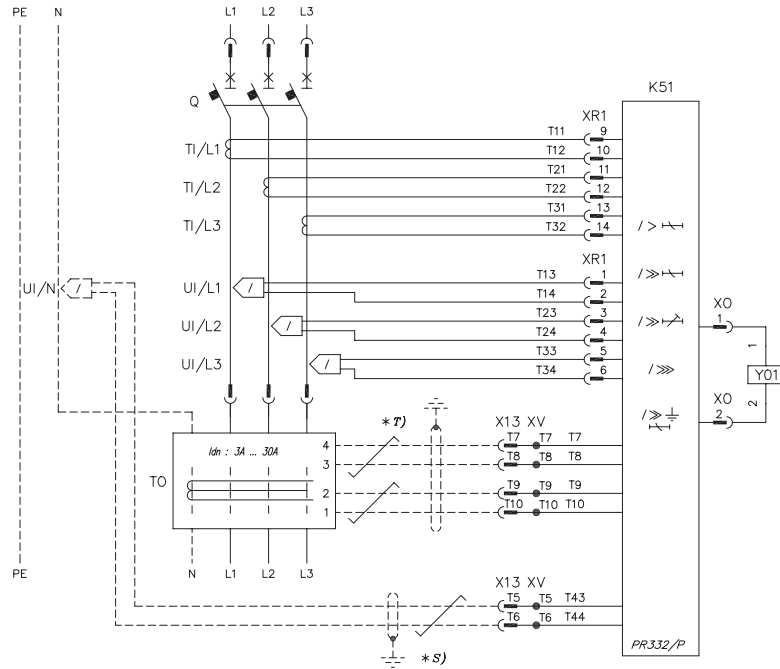 PE N L1 L2 L3
K51
Q
XR1
T11 9
TI/L1
T12 10
T21 11
TI/L2
T22 12
T31 13
TI/L3
T32 14
/>
/≫
XR1
UI/N / UI/L1 / T13 1
T14 2
UI/L2 / T23 3 /≫ XO
1
T24 4
UI/L3 / T33 5
T34 6 /⋙
1 Y01 2
/≫
XO
2
*T) X13 XV
Idn : 3A ... 30A 4 T7 T7 T7
3 T8 T8 T8
TO
2 T9 T9 T9
1 T10 T10 T10
PE N L1 L2 L3
X13 XV
T5 T5 T43
T6 T6 T44
*S)
PR332/P